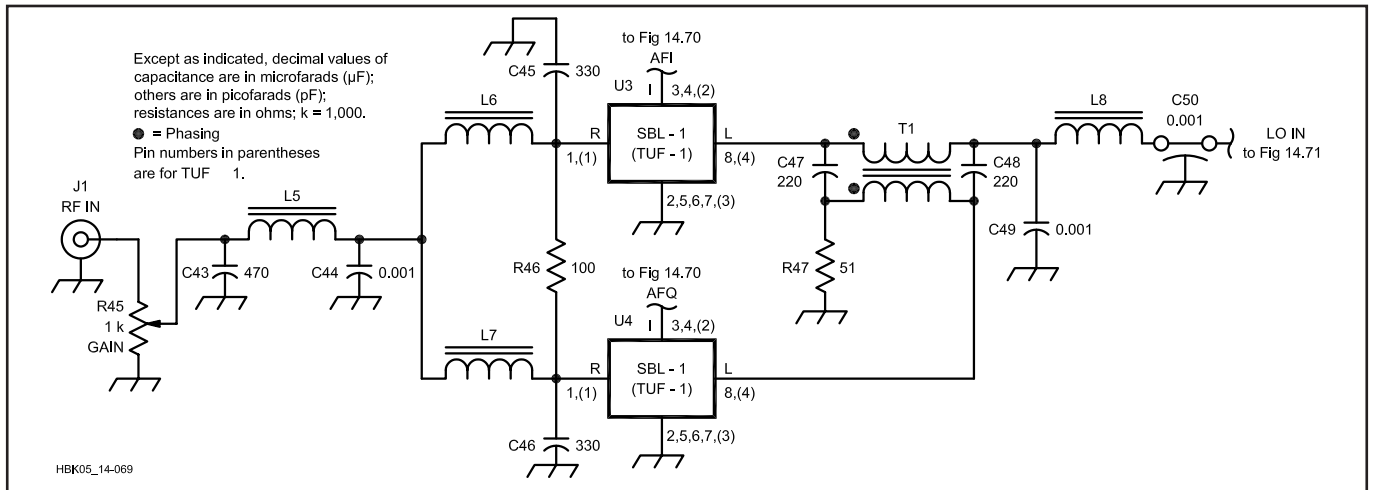 Except as indicated, decimal values of
capacitance are in microfarads (µF);
others are in picofarads (pF);
resistances are in ohms; k = 1,000.
= Phasing
Pin numbers in parentheses
are for TUF 1.
J1
RF IN
R45
1 k
GAIN
C43
470
L5
C44
0.001
L6
L7
C45
330
R46
100
C46
330
to Fig 14.70
AFI
U3
I
3,4,(2)
R
1,(1)
SBL - 1
(TUF - 1)
L
8,(4)
2,5,6,7,(3)
to Fig 14.70
AFQ
U4
I
3,4,(2)
R
1,(1)
SBL - 1
(TUF - 1)
L
8,(4)
2,5,6,7,(3)
C47
220
T1
C48
220
R47
51
C49
0.001
L8
C50
0.001
LO IN
to Fig 14.71
HBK05_14-069